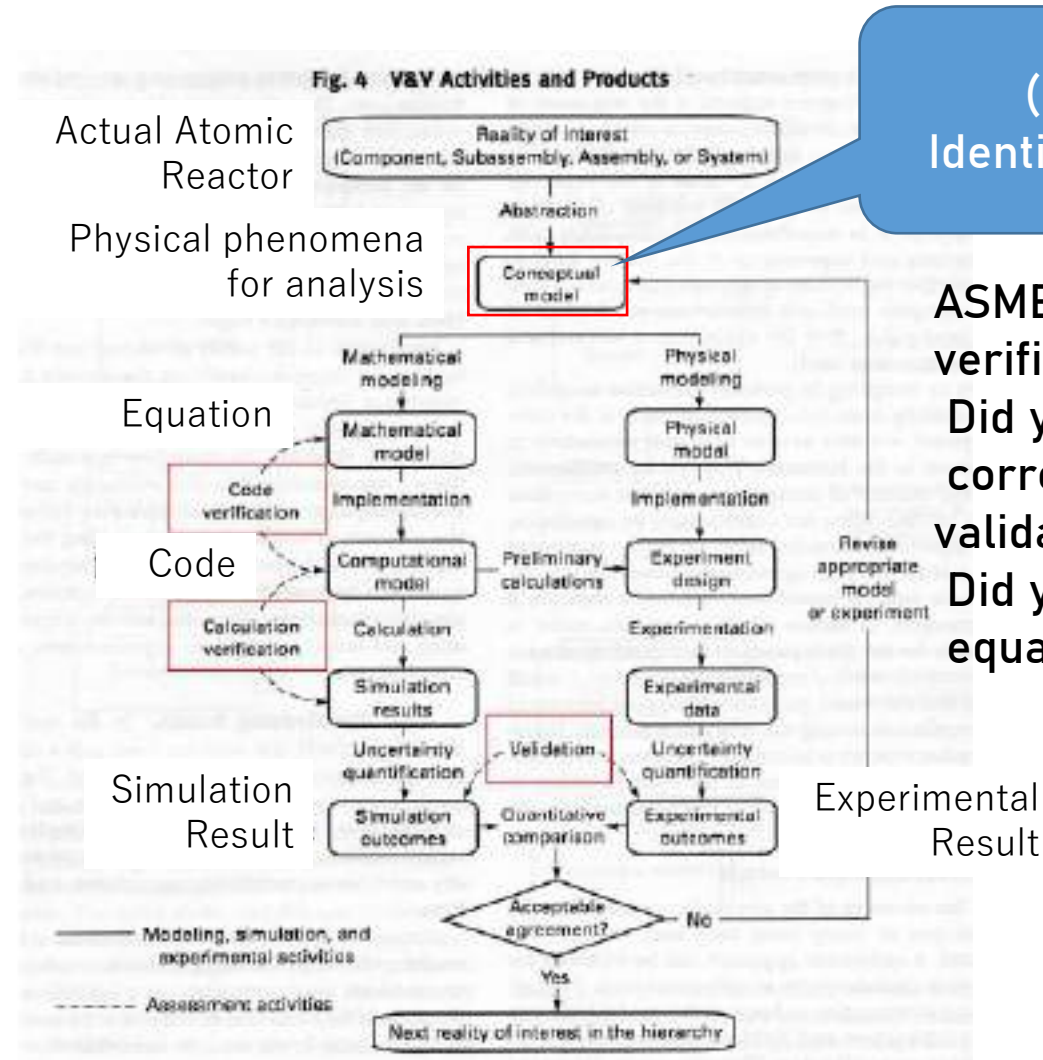 Fig. 4 V&V Activities and Products
Actual Atomic
Reactor
Reality of Interest
(Component, Subassembly, Assembly, or System)
(
Identi
Abstraction
Physical phenomena
for analysis
Conceptual
model
ASME
verifi
Did y
corre
valida
Did y
equa
Mathematical
modeling
Physical
modeling
Equation
Mathematical
model
Physical
model
Code
verification
Implementation
Implementation
Code
Computational
model
Preliminary
calculations
Experiment
design
Revise
appropriate
model
or experiment
Calculation
verification
Calculation
Experimentation
Simulation
results
Experimental
data
Uncertainty
quantification
Validation
Uncertainty
quantification
Simulation
Result
Simulation
outcomes
Quantitative
comparison
Experimental
outcomes
Experimental
Result
Acceptable
agreement?
No
Modeling, simulation, and
experimental activities
Yes
Assessment activities
Next reality of interest in the hierarchy